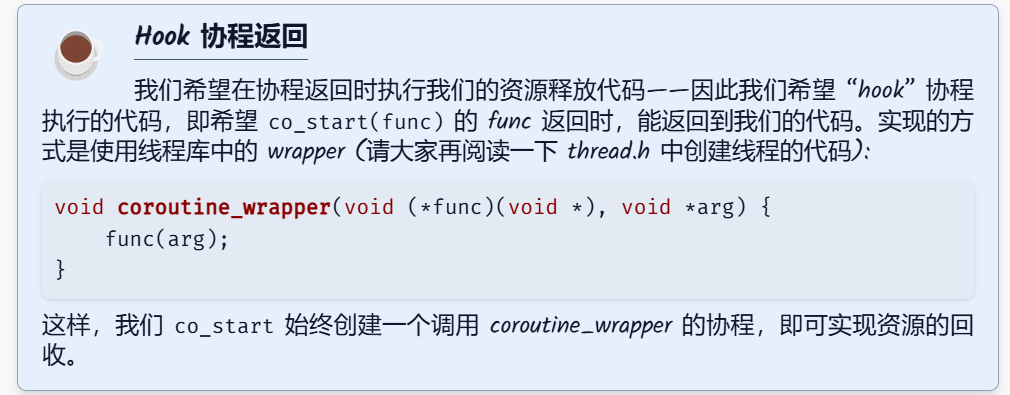 Hook 协程返回
我们希望在协程返回时执行我们的资源释放代码——因此我们希望 “hook” 协程
执行的代码，即希望 co_start(func) 的 func 返回时，能返回到我们的代码。实现的方
式是使用线程库中的 wrapper (请大家再阅读一下 thread.h 中创建线程的代码):
void coroutine_wrapper(void (*func)(void *), void *arg) {
    func(arg);
}
这样，我们 co_start 始终创建一个调用 coroutine_wrapper 的协程，即可实现资源的回
收。